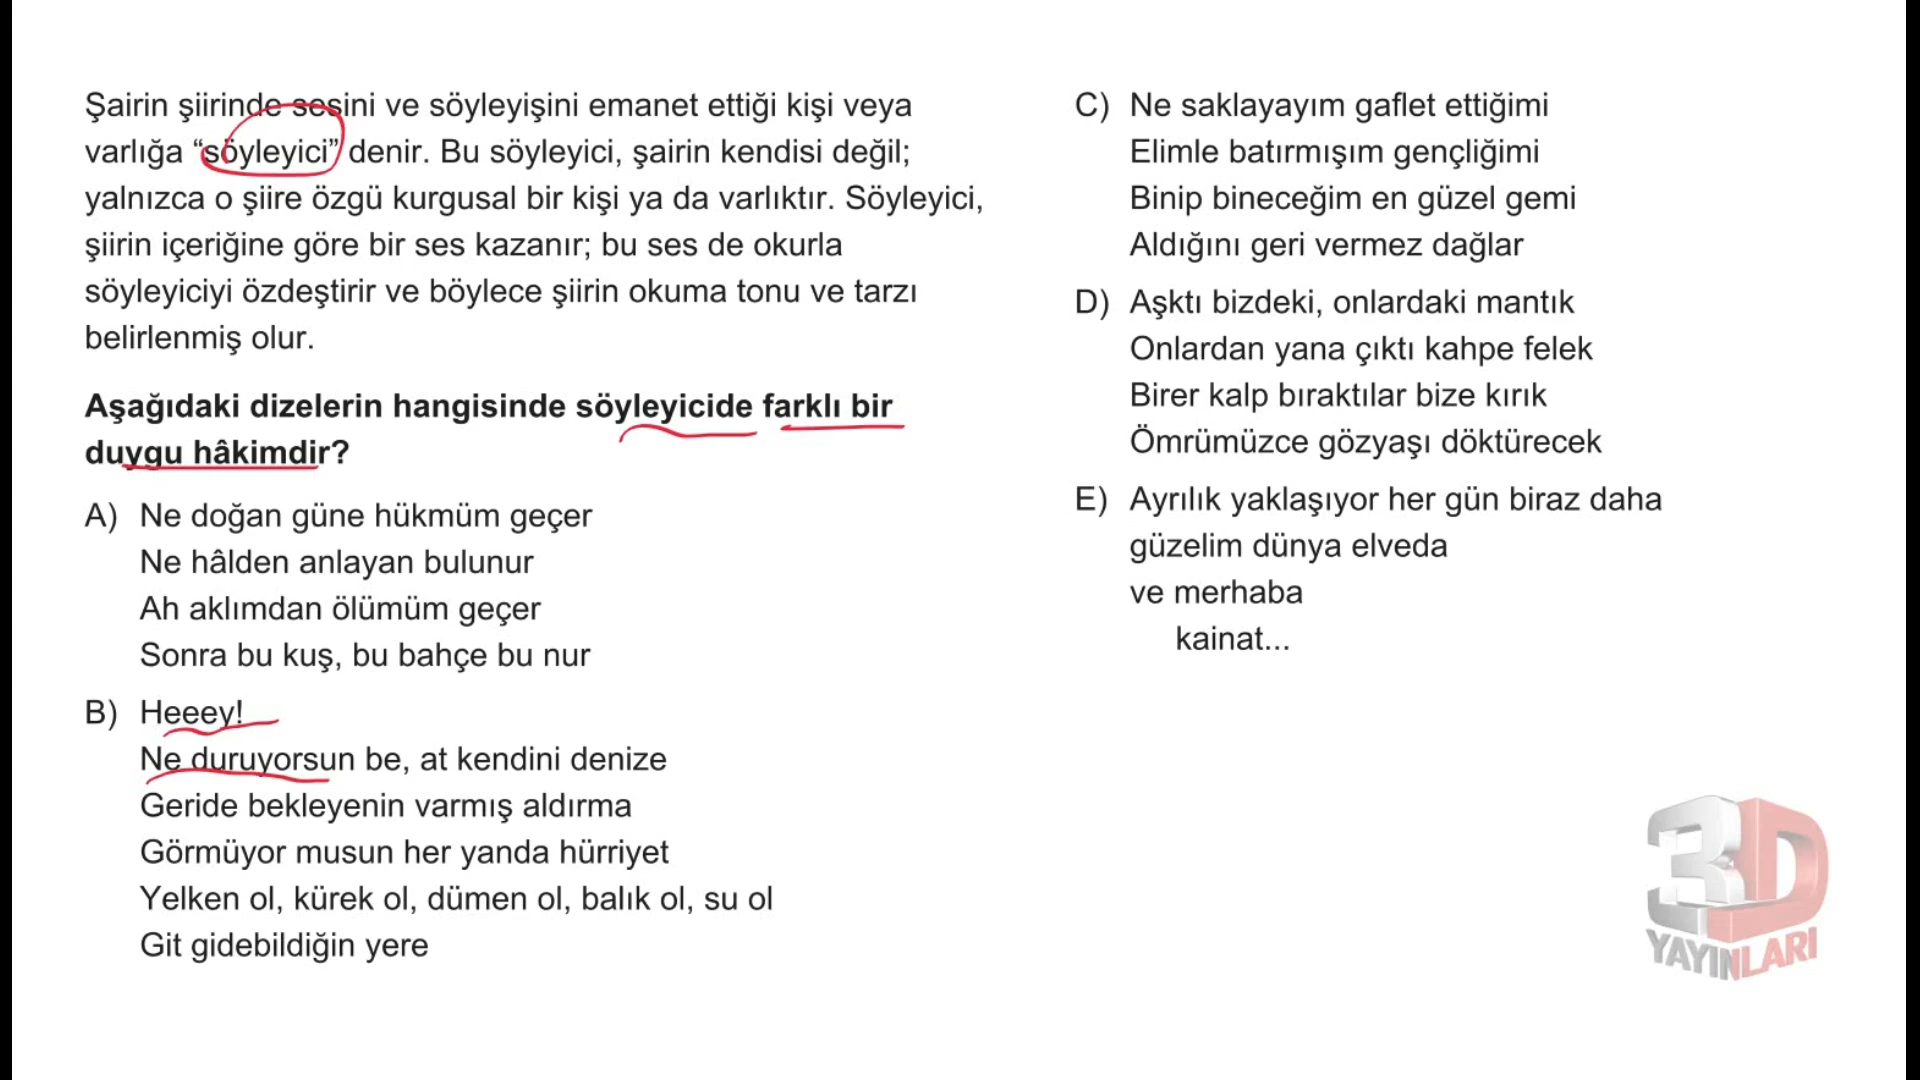 Şairin şiirinde sesini ve söyleyişini emanet ettiği kişi veya
varlığa “söyleyici” denir. Bu söyleyici, şairin kendisi değil;
yalnızca o şiire özgü kurgusal bir kişi ya da varlıktır. Söyleyici,
şiirin içeriğine göre bir ses kazanır; bu ses de okurla
söyleyiciyi özdeştirir ve böylece şiirin okuma tonu ve tarzı
belirlenmiş olur.
Aşağıdaki dizelerin hangisinde söyleyicide farklı bir
duygu hâkimdir?
A) Ne doğan güne hükmüm geçer
Ne hâlden anlayan bulunur
Ah aklımdan ölümüm geçer
Sonra bu kuş, bu bahçe bu nur
B) Heeey!
Ne duruyorsun be, at kendini denize
Geride bekleyenin varmış aldırma
Görmüyor musun her yanda hürriyet
Yelken ol, kürek ol, dümen ol, balık ol, su ol
Git gidebildiğin yere
C) Ne saklayayım gaflet ettiğimi
Elimle batırmışım gençliğimi
Binip bineceğim en güzel gemi
Aldığını geri vermez dağlar
D) Aşktı bizdeki, onlardaki mantık
Onlardan yana çıktı kahpe felek
Birer kalp bıraktılar bize kırık
Ömrümüzce gözyaşı döktürecek
E) Ayrılık yaklaşıyor her gün biraz daha
güzelim dünya elveda
ve merhaba
kainat...
3D
YAYINLARI